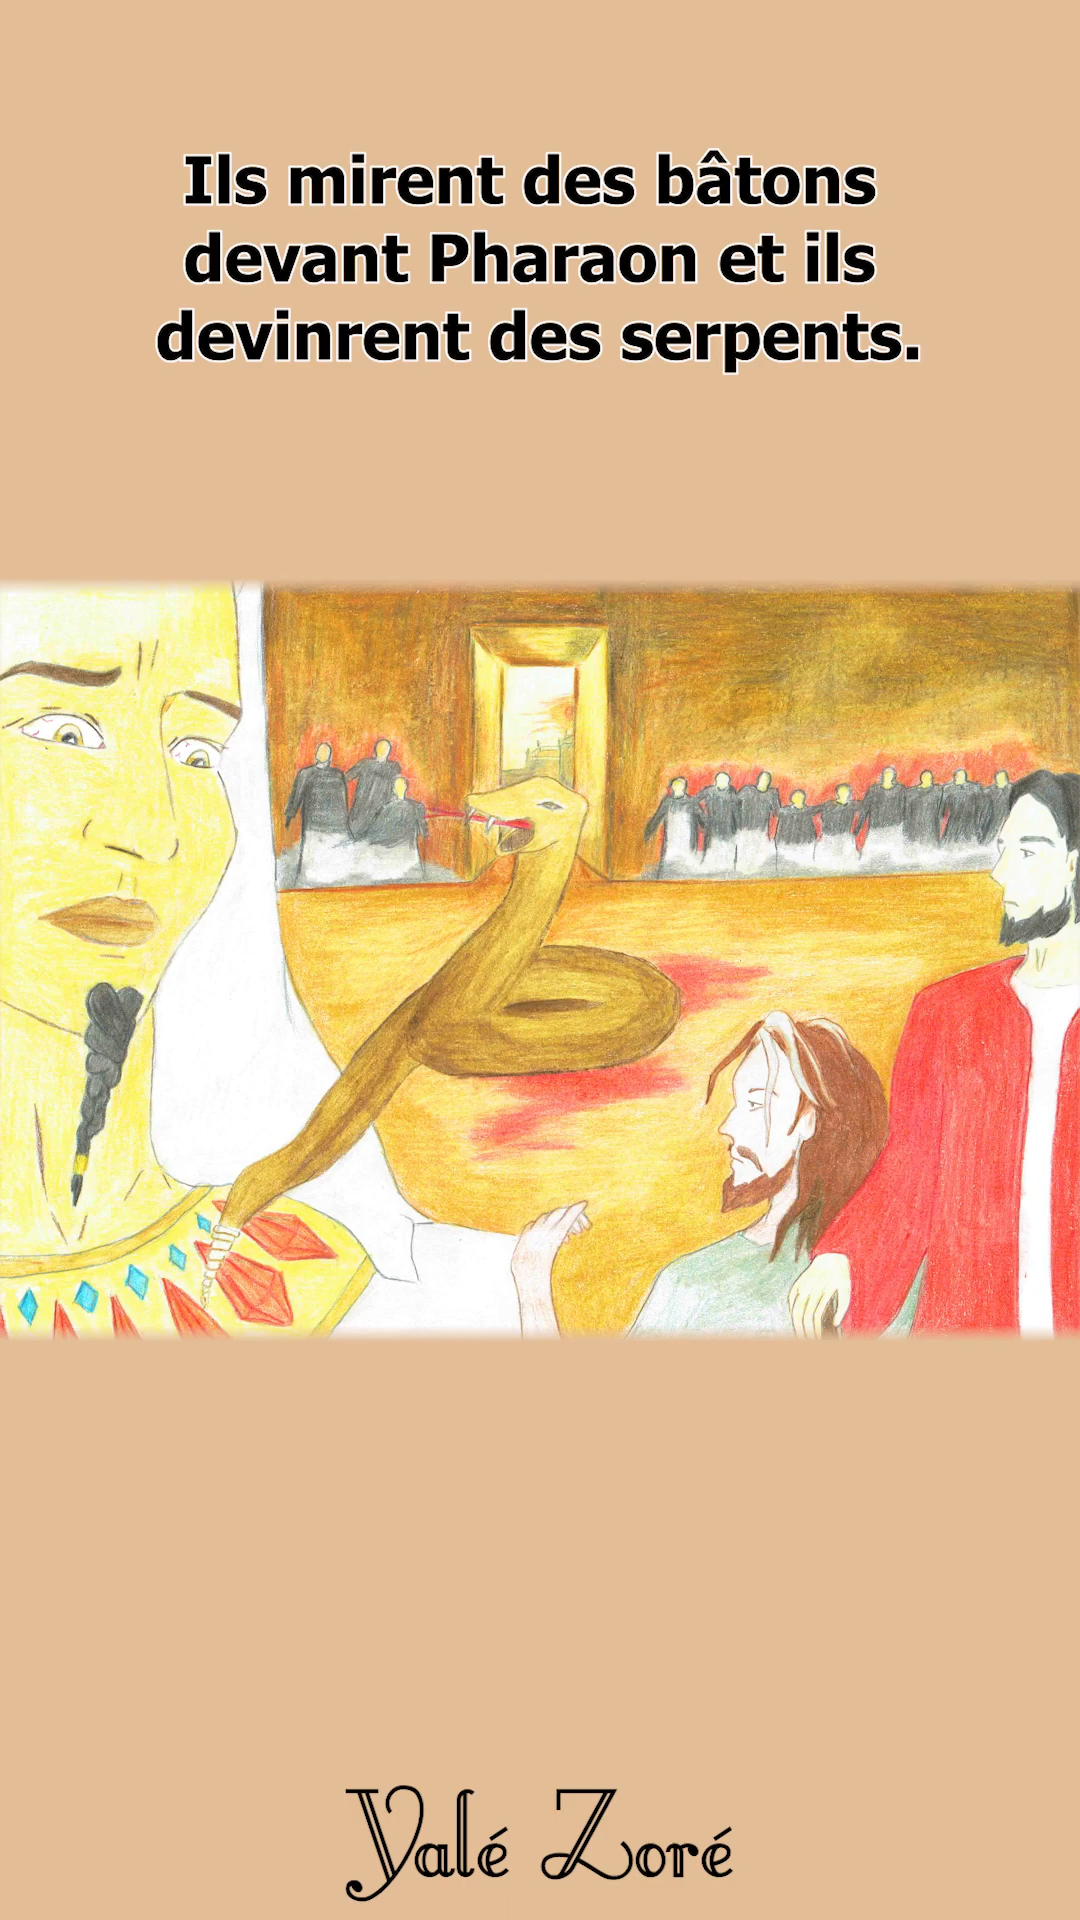 Ils mirent des bâtons
devant Pharaon et ils
devinrent des serpents.
Yalé Zoré